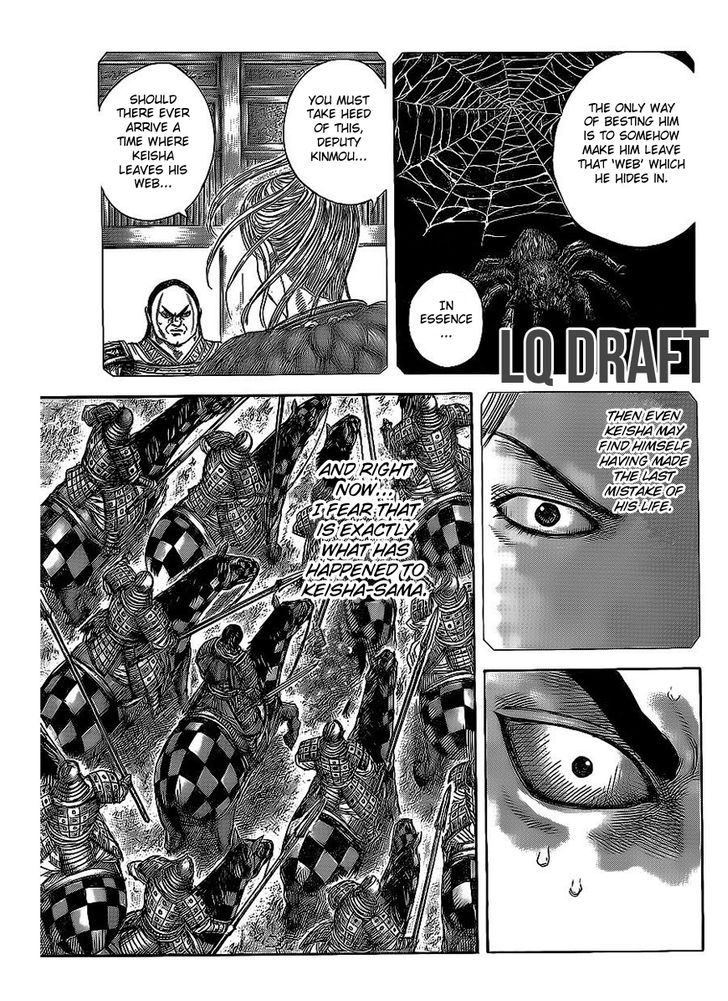 THE ONLY WAY
OF BESTING HIM
IS TO SOMEHOW
MAKE HIM LEAVE
THAT 'WEB' WHICH
HE HIDES IN.
IN
ESSENCE
...
YOU MUST
TAKE HEED
OF THIS,
DEPUTY
KINMOU...
SHOULD
THERE EVER
ARRIVE A
TIME WHERE
KEISHA
LEAVES HIS
WEB...
LQ DRAFT
THEN EVEN
KEISHA MAY
FIND HIMSELF
HAVING MADE
THE LAST
MISTAKE OF
HIS LIFE.
AND RIGHT
NOW...
I FEAR THAT
IS EXACTLY
WHAT HAS
HAPPENED TO
KEISHA-SAMA.